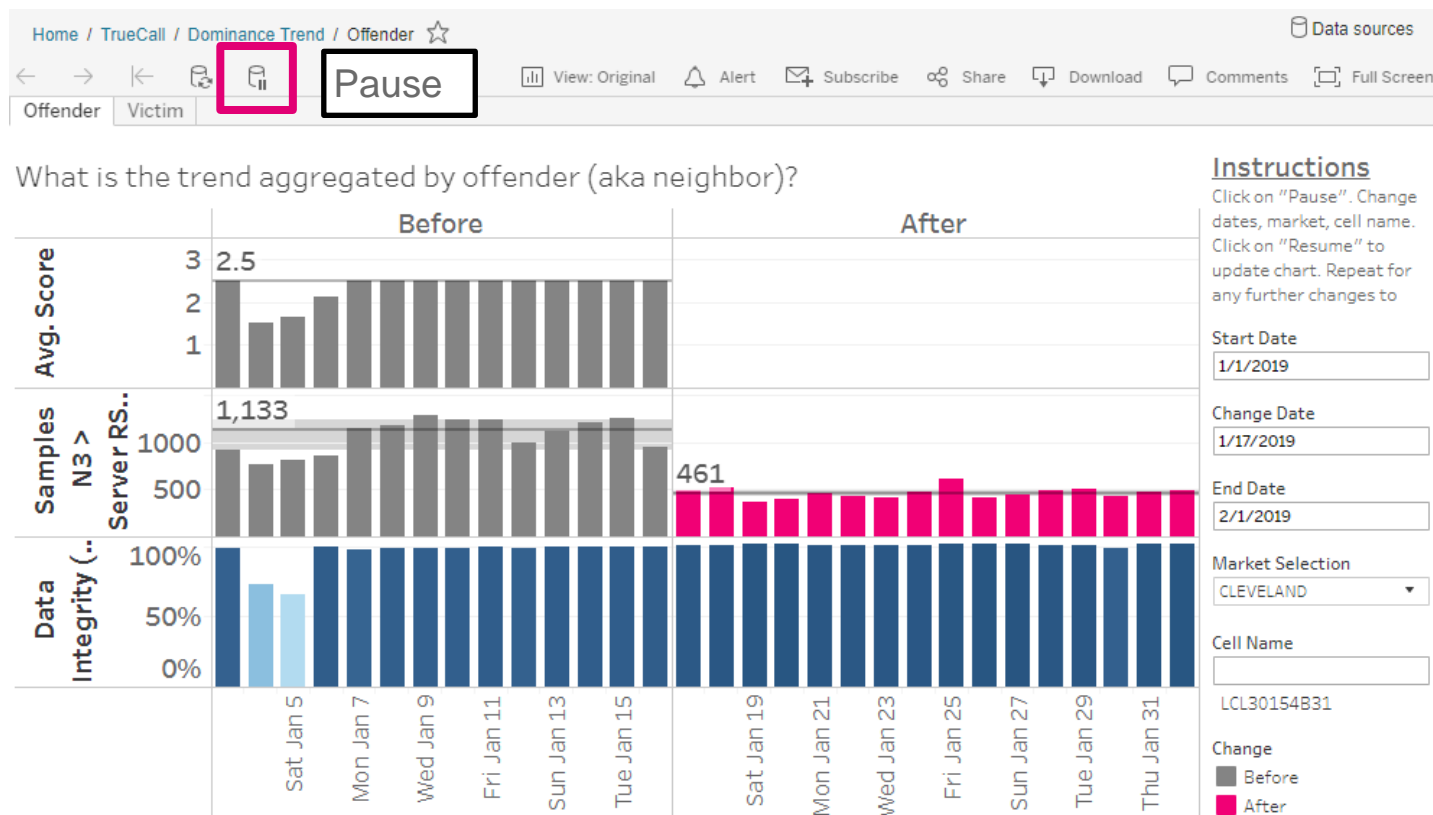 Home / TrueCall / Dominance Trend / Offender
Data sources
Pause
View: Original
Alert
Subscribe
Share
Download
Comments
Full Screen
Offender
Victim
What is the trend aggregated by offender (aka neighbor)?
Before
After
Avg. Score
3
2
1
2.5
Samples
N3 >
Server RS..
1000
500
1,133
461
Data
Integrity (..
100%
50%
0%
Sat Jan 5
Mon Jan 7
Wed Jan 9
Fri Jan 11
Sun Jan 13
Tue Jan 15
Sat Jan 19
Mon Jan 21
Wed Jan 23
Fri Jan 25
Sun Jan 27
Tue Jan 29
Thu Jan 31
Instructions
Click on "Pause". Change
dates, market, cell name.
Click on "Resume" to
update chart. Repeat for
any further changes to
Start Date
1/1/2019
Change Date
1/17/2019
End Date
2/1/2019
Market Selection
CLEVELAND
Cell Name
LCL30154B31
Change
Before
After